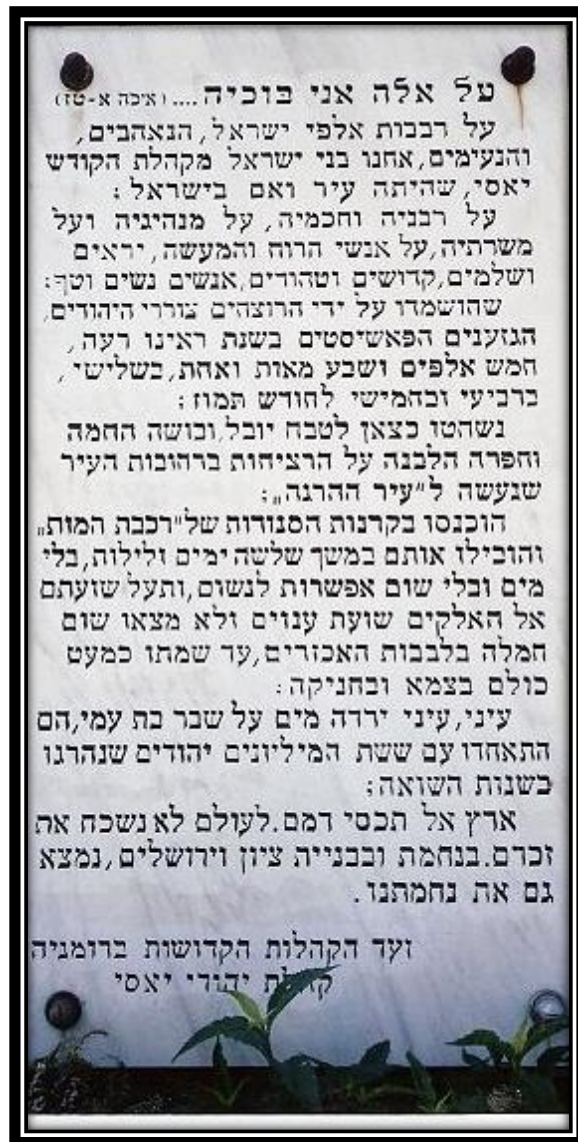 על אלה אני בוכיה.... (איכה א-טז)
על רבבות אלפי ישראל, הנאהבים,
והנעימים, אחנו בני ישראל מקהלת הקודש
יאסי, שהיתה עיר ואם בישראל:
על רבניה וחכמיה, על מנהיגיה ועל
משרתיה, על אנשי הרוח והמעשה, יראים
ושלמים, קדושים וטהורים, אנשים נשים וטף:
שהושמדו על ידי הרוצחים צוררי היהודים,
הגזענים הפאשיסטים בשנת ראינו רעה,
חמש אלפים ושבע מאות ואחת, בשלישי,
ברביעי ובחמישי לחודש תמוז:
נשחטו כצאן לטבח יובל, ובושה החמה
וחפרה הלבנה על הרציחות ברחובות העיר
שנעשה ל"עיר ההרגה":
הוכנסו בקרנות הסגורות של "רכבת המות"
והובילו אותם במשך שלשה ימים ולילות, בלי
מים ובלי שום אפשרות לנשום, ותעל שועתם
אל האלקים שועת ענוים ולא מצאו שום
חמלה בלבבות האכזרים, עד שמתו כמעט
כולם בצמא ובחניקה:
עיני, עיני ירדה מים על שבר בת עמי, הם
התאחדו עם ששת המיליונים יהודים שנהרגו
בשנות השואה:
ארץ אל תכסי דמם. לעולם לא נשכח את
זכרם. בנחמת ובבנייה ציון וירושלים, נמצא
גם את נחמתנו.
ועד הקהלות הקדושות ברומניה
קהלת יהודי יאסי